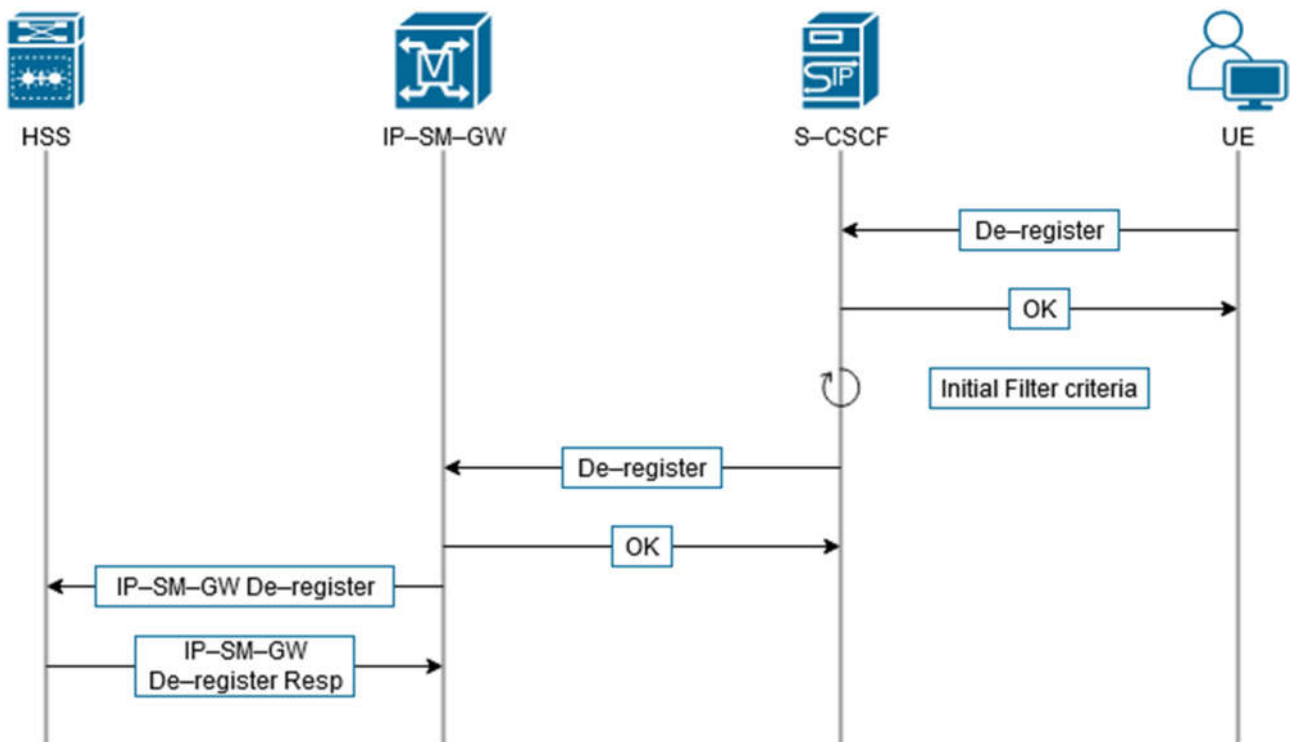 HSS
IP–SM–GW
S–CSCF
UE
SIP
De–register
OK
Initial Filter criteria
De–register
OK
IP–SM–GW De–register
IP–SM–GW
De–register Resp